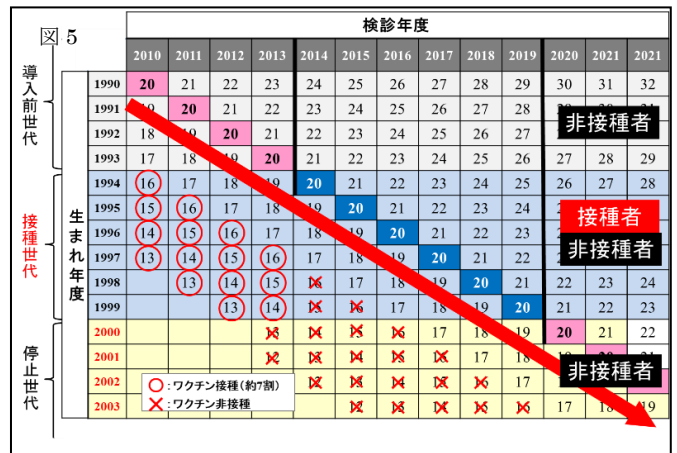 図 5
検診年度
2010 2011 2012 2013 2014 2015 2016 2017 2018 2019 2020 2021 2021
導入前世代
接種世代
停止世代
生まれ年度
1990 20 21 22 23 24 25 26 27 28 29 30 31 32
1991 19 20 21 22 23 24 25 26 27 28
1992 18 19 20 21 22 23 24 25 26 27
1993 17 18 19 20 21 22 23 24 25 26 27 28 29
非接種者
1994 16 17 18 19 20 21 22 23 24 25 26 27 28
1995 15 16 17 18 19 20 21 22 23 24
1996 14 15 16 17 18 19 20 21 22 23
1997 13 14 15 16 17 18 19 20 21 22
1998 13 14 15 16 17 18 19 20 21 22 23 24
1999 13 14 15 16 17 18 19 20 21 22 23
接種者
非接種者
2000 13 14 15 16 17 18 19 20 21 22
2001 12 13 14 15 16 17 18
2002 12 13 14 15 16
2003 12 13 14 15 16 17 18 19
非接種者
○:ワクチン接種(約7割)
×:ワクチン非接種